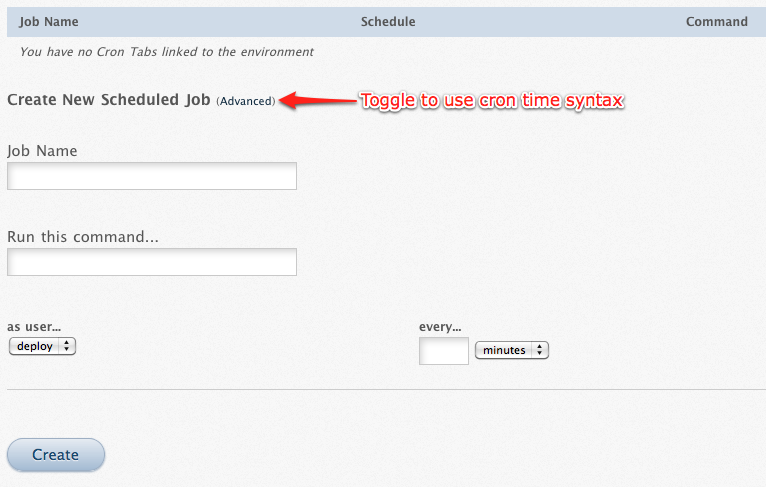 Job Name Schedule Command
You have no Cron Tabs linked to the environment
Create New Scheduled Job (Advanced) Toggle to use cron time syntax
Job Name
Run this command...
as user... every...
deploy minutes
Create